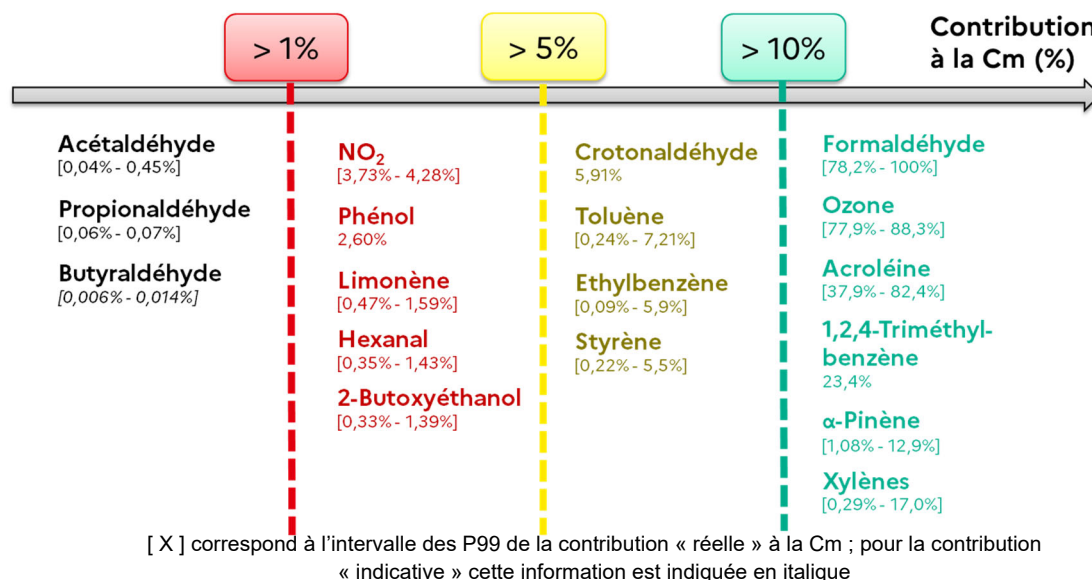 > 1%
> 5%
> 10%
Contribution
à la Cm (%)
Acétaldéhyde
[0,04% - 0,45%]
Propionaldéhyde
[0,06% - 0,07%]
Butyraldéhyde
[0,006% - 0,014%]
NO₂
[3,73% - 4,28%]
Phénol
2,60%
Limonène
[0,47% - 1,59%]
Hexanal
[0,35% - 1,43%]
2-Butoxyéthanol
[0,33% - 1,39%]
Crotonaldéhyde
5,91%
Toluène
[0,24% - 7,21%]
Ethylbenzène
[0,09% - 5,9%]
Styrène
[0,22% - 5,5%]
Formaldéhyde
[78,2% - 100%]
Ozone
[77,9% - 88,3%]
Acroléine
[37,9% - 82,4%]
1,2,4-Triméthyl-
benzène
23,4%
α-Pinène
[1,08% - 12,9%]
Xylènes
[0,29% - 17,0%]
[ X ] correspond à l'intervalle des P99 de la contribution « réelle » à la Cm ; pour la contribution
« indicative » cette information est indiquée en italique